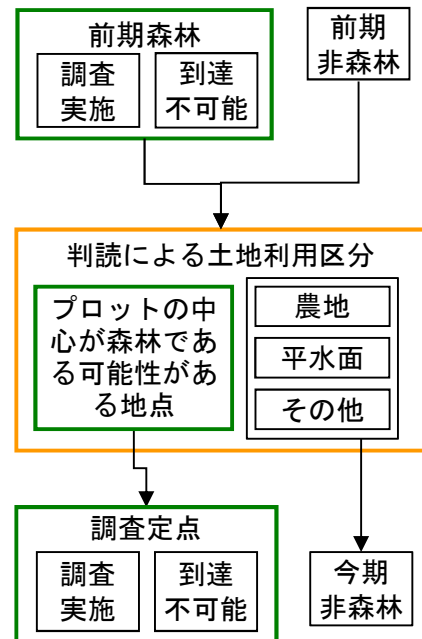 前期森林
調査
実施
到達
不可能
前期
非森林
判読による土地利用区分
プロットの中
心が森林であ
る可能性があ
る地点
農地
平水面
その他
調査定点
調査
実施
到達
不可能
今期
非森林